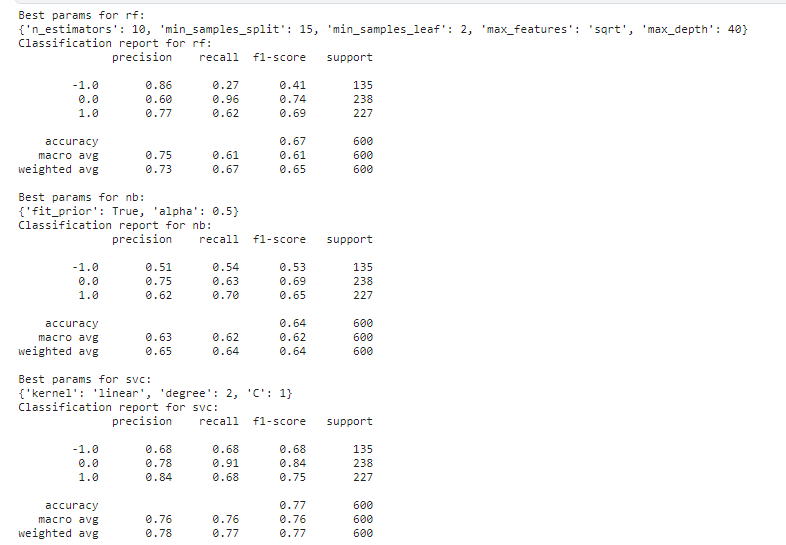 Best params for rf:
{'n_estimators': 10, 'min_samples_split': 15, 'min_samples_leaf': 2, 'max_features': 'sqrt', 'max_depth': 40}
Classification report for rf:
precision recall f1-score support
-1.0 0.86 0.27 0.41 135
0.0 0.60 0.96 0.74 238
1.0 0.77 0.62 0.69 227
accuracy 0.67 600
macro avg 0.75 0.61 0.61 600
weighted avg 0.73 0.67 0.65 600
Best params for nb:
{'fit_prior': True, 'alpha': 0.5}
Classification report for nb:
precision recall f1-score support
-1.0 0.51 0.54 0.53 135
0.0 0.75 0.63 0.69 238
1.0 0.62 0.70 0.65 227
accuracy 0.64 600
macro avg 0.63 0.62 0.62 600
weighted avg 0.65 0.64 0.64 600
Best params for svc:
{'kernel': 'linear', 'degree': 2, 'C': 1}
Classification report for svc:
precision recall f1-score support
-1.0 0.68 0.68 0.68 135
0.0 0.78 0.91 0.84 238
1.0 0.84 0.68 0.75 227
accuracy 0.77 600
macro avg 0.76 0.76 0.76 600
weighted avg 0.78 0.77 0.77 600